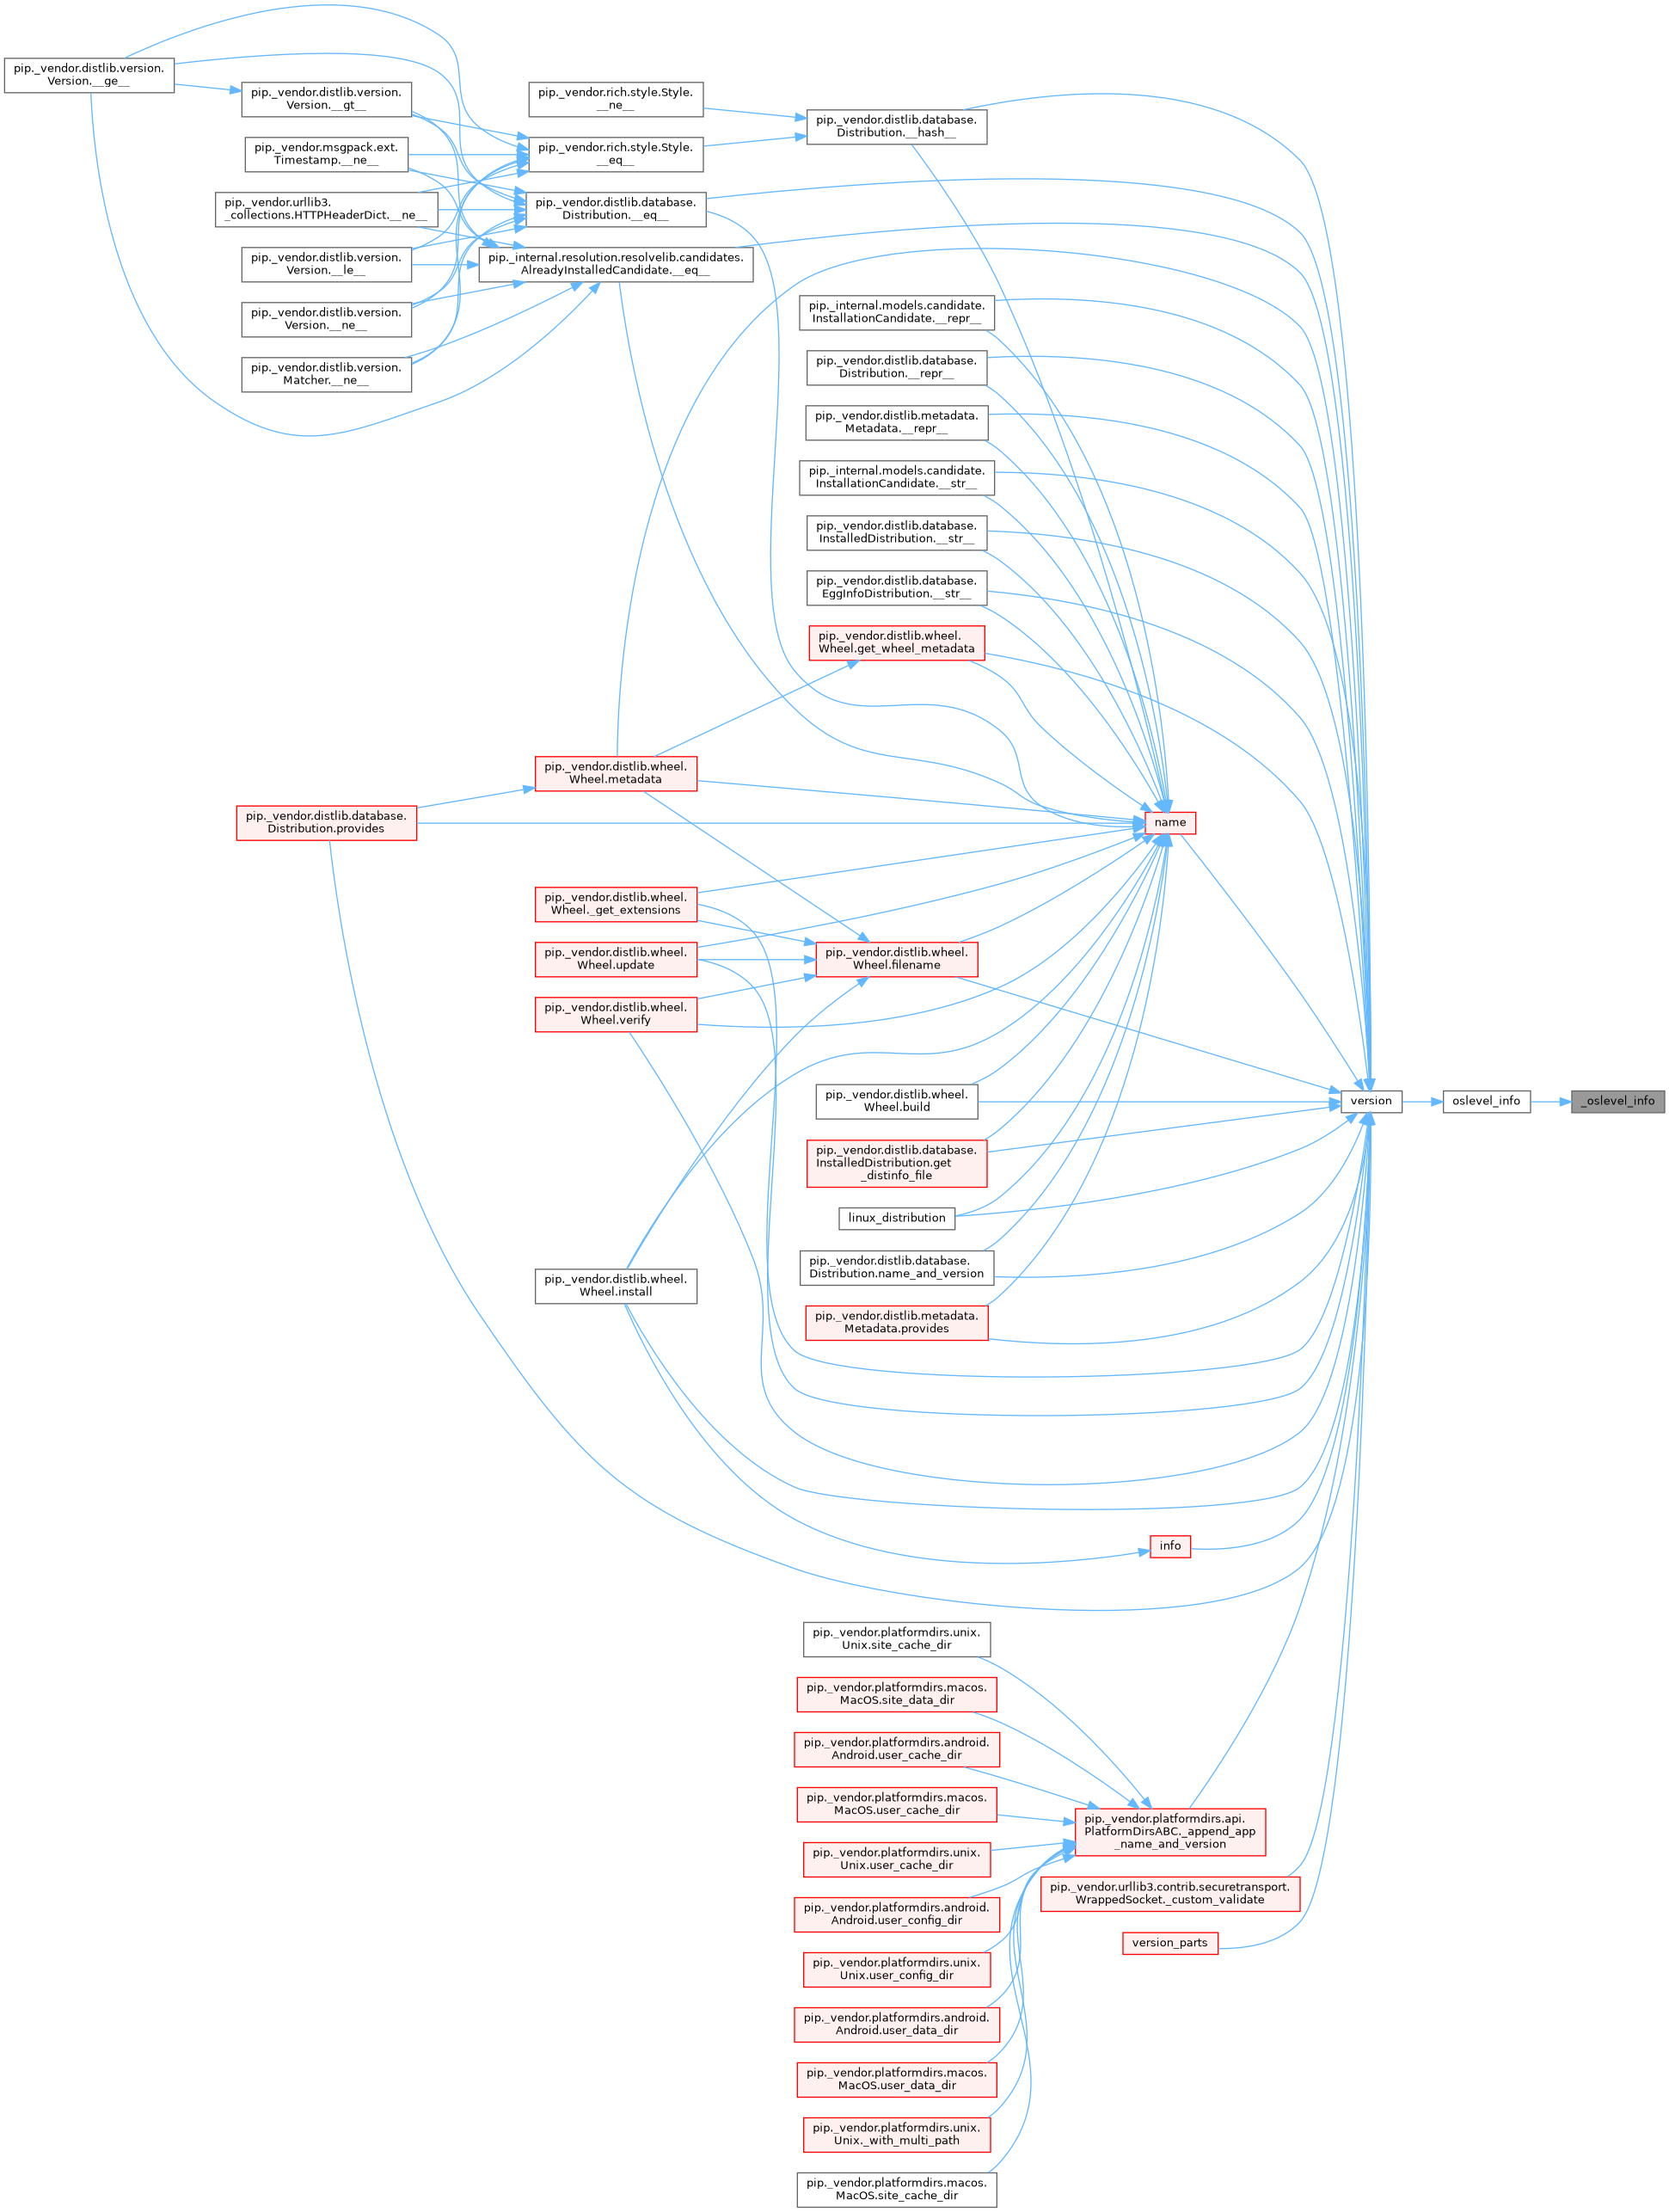 pip._vendor.distlib.version.
Version.__ge__
pip._vendor.distlib.version.
Version.__gt__
pip._vendor.msgpack.ext.
Timestamp.__ne__
pip._vendor.urllib3.
_collections.HTTPHeaderDict.__ne__
pip._vendor.distlib.version.
Version.__le__
pip._vendor.distlib.version.
Version.__ne__
pip._vendor.distlib.version.
Matcher.__ne__
pip._vendor.rich.style.Style.
__ne__
pip._vendor.rich.style.Style.
__eq__
pip._vendor.distlib.database.
Distribution.__eq__
pip._internal.resolution.resolvelib.candidates.
AlreadyInstalledCandidate.__eq__
pip._vendor.distlib.database.
Distribution.__hash__
pip._internal.models.candidate.
InstallationCandidate.__repr__
pip._vendor.distlib.database.
Distribution.__repr__
pip._vendor.distlib.metadata.
Metadata.__repr__
pip._internal.models.candidate.
InstallationCandidate.__str__
pip._vendor.distlib.database.
InstalledDistribution.__str__
pip._vendor.distlib.database.
EggInfoDistribution.__str__
pip._vendor.distlib.wheel.
Wheel.get_wheel_metadata
pip._vendor.distlib.wheel.
Wheel.metadata
pip._vendor.distlib.database.
Distribution.provides
name
pip._vendor.distlib.wheel.
Wheel._get_extensions
pip._vendor.distlib.wheel.
Wheel.update
pip._vendor.distlib.wheel.
Wheel.verify
pip._vendor.distlib.wheel.
Wheel.filename
pip._vendor.distlib.wheel.
Wheel.build
version
oslevel_info
_oslevel_info
pip._vendor.distlib.database.
InstalledDistribution.get
_distinfo_file
linux_distribution
pip._vendor.distlib.database.
Distribution.name_and_version
pip._vendor.distlib.wheel.
Wheel.install
pip._vendor.distlib.metadata.
Metadata.provides
info
pip._vendor.platformdirs.unix.
Unix.site_cache_dir
pip._vendor.platformdirs.macos.
MacOS.site_data_dir
pip._vendor.platformdirs.android.
Android.user_cache_dir
pip._vendor.platformdirs.macos.
MacOS.user_cache_dir
pip._vendor.platformdirs.api.
PlatformDirsABC._append_app
_name_and_version
pip._vendor.platformdirs.unix.
Unix.user_cache_dir
pip._vendor.urllib3.contrib.securetransport.
WrappedSocket._custom_validate
pip._vendor.platformdirs.android.
Android.user_config_dir
version_parts
pip._vendor.platformdirs.unix.
Unix.user_config_dir
pip._vendor.platformdirs.android.
Android.user_data_dir
pip._vendor.platformdirs.macos.
MacOS.user_data_dir
pip._vendor.platformdirs.unix.
Unix._with_multi_path
pip._vendor.platformdirs.macos.
MacOS.site_cache_dir